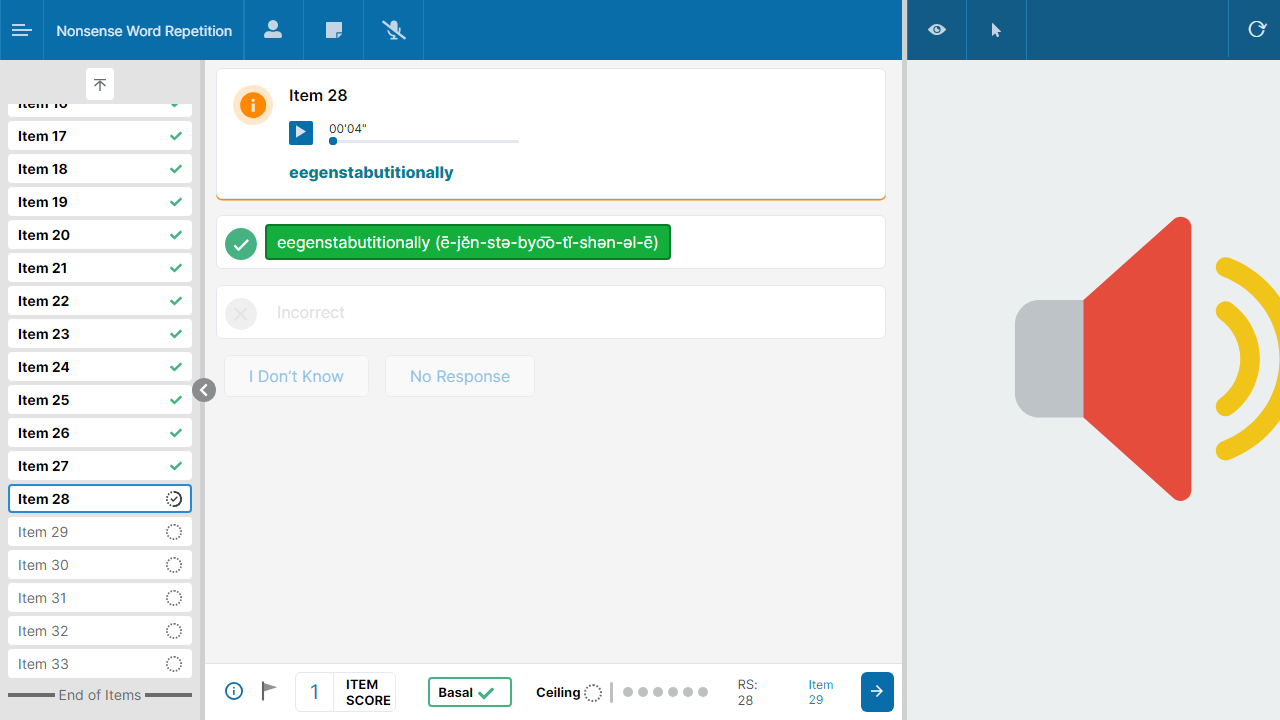 Nonsense Word Repetition
Item 16
Item 17
Item 18
Item 19
Item 20
Item 21
Item 22
Item 23
Item 24
Item 25
Item 26
Item 27
Item 28
Item 29
Item 30
Item 31
Item 32
Item 33
End of Items
Item 28
00'04"
eegenstabutitionally
eegenstabutitionally (ē-jĕn-stə-byo͞o-tĭ-shən-əl-ē)
Incorrect
I Don't Know
No Response
1
ITEM
SCORE
Basal
Ceiling
RS:
28
Item
29